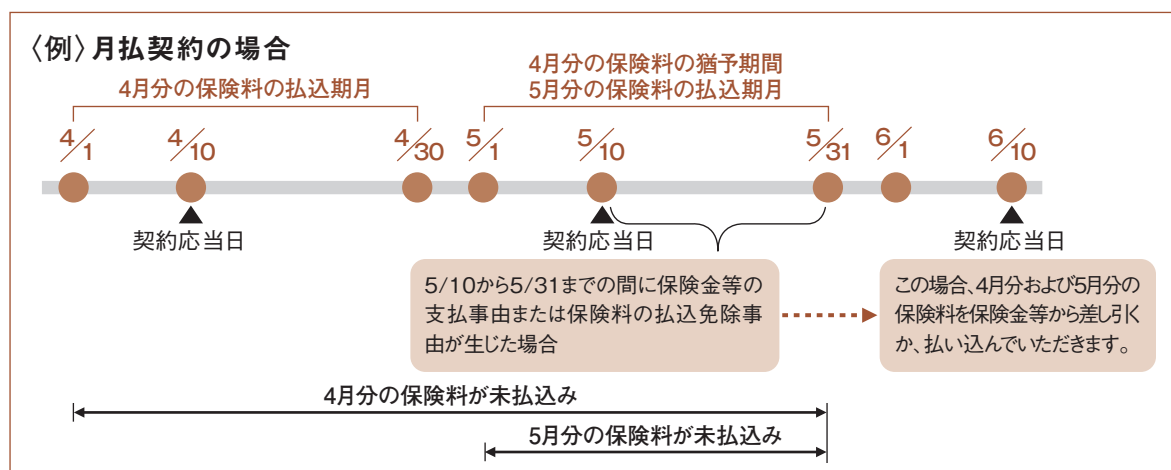 〈例〉月払契約の場合
4月分の保険料の払込期月
4月分の保険料の猶予期間
5月分の保険料の払込期月
4/1
4/10
4/30
5/1
5/10
5/31
6/1
6/10
契約応当日
契約応当日
契約応当日
5/10から5/31までの間に保険金等の
支払事由または保険料の払込免除事
由が生じた場合
この場合、4月分および5月分の
保険料を保険金等から差し引く
か、払い込んでいただきます。
4月分の保険料が未払込み
5月分の保険料が未払込み